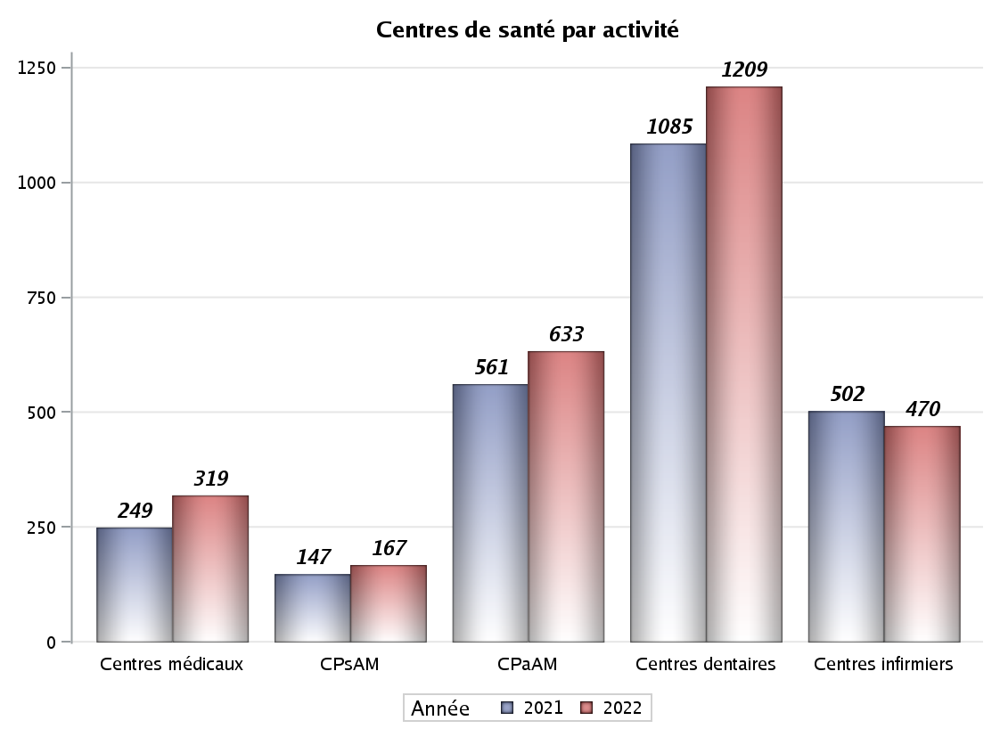 Centres de santé par activité
1250
1000
750
500
250
0
249
319
147
167
561
633
1085
1209
502
470
Centres médicaux
CPsAM
CPaAM
Centres dentaires
Centres infirmiers
Année 2021 2022